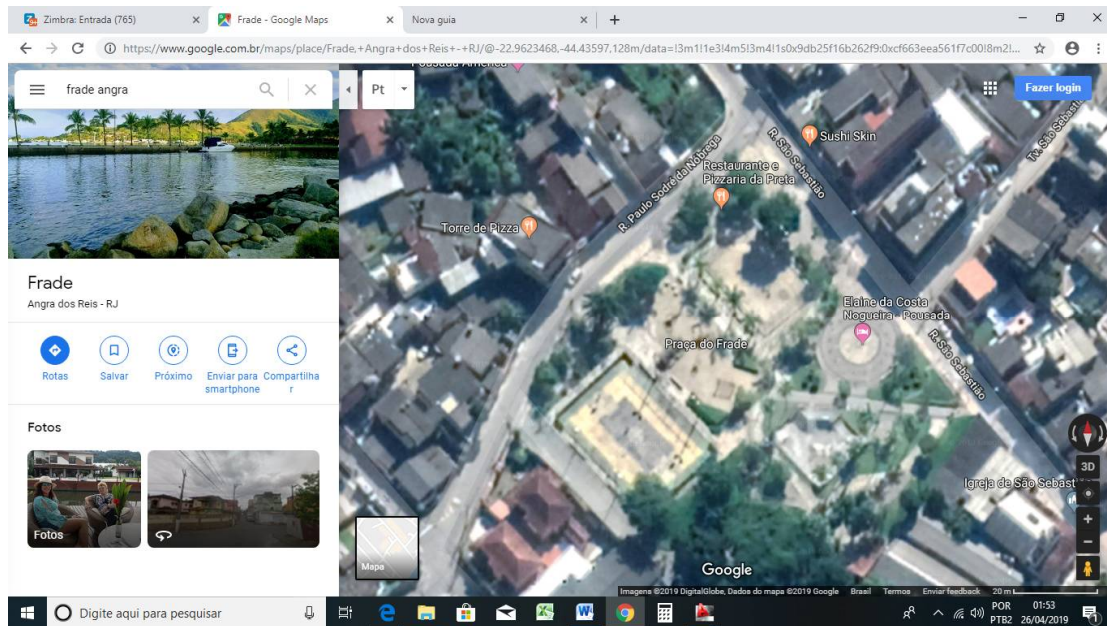 Zimbra: Entrada (765)
Frade - Google Maps
Nova guia
https://www.google.com.br/maps/place/Frade,+Angra+dos+Reis+-+RJ/@-22.9623468,-44.43597,128m/data=!3m1!1e3!4m5!3m4!1s0x9db25f16b262f9:0xcf663eea561f7c00!8m2!...
frade angra
Pt
Fazer login
Pousada América
Sushi Skin
R. São Sebastião
Tv. São Sebastião
R. Paulo Sodré da Nóbrega
Restaurante e
Pizzaria da Preta
Torre de Pizza
Frade
Angra dos Reis - RJ
Elaine da Costa
Nogueira - Pousada
Praça do Frade
R. São Sebastião
Rotas
Salvar
Próximo
Enviar para
smartphone
Compartilha
r
Fotos
Fotos
3D
Igreja de São Sebast
Mapa
Google
Imagens ©2019 DigitalGlobe, Dados do mapa ©2019 Google Brasil Termos Enviar feedback 20 m
Digite aqui para pesquisar
POR
PTB2
01:53
26/04/2019